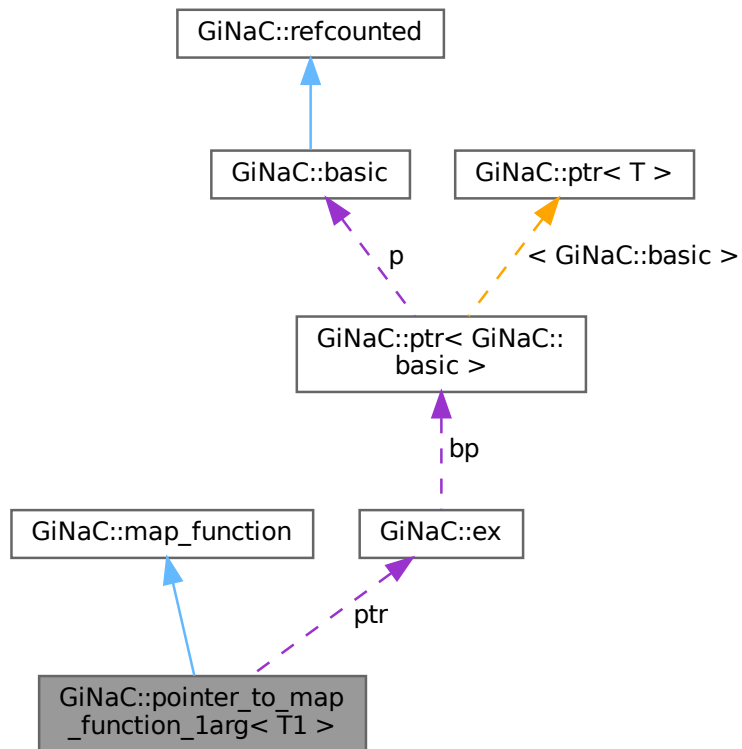 GiNaC::refcounted
GiNaC::basic
GiNaC::ptr< T >
p
< GiNaC::basic >
GiNaC::ptr< GiNaC::
basic >
bp
GiNaC::map_function
GiNaC::ex
ptr
GiNaC::pointer_to_map
_function_1arg< T1 >